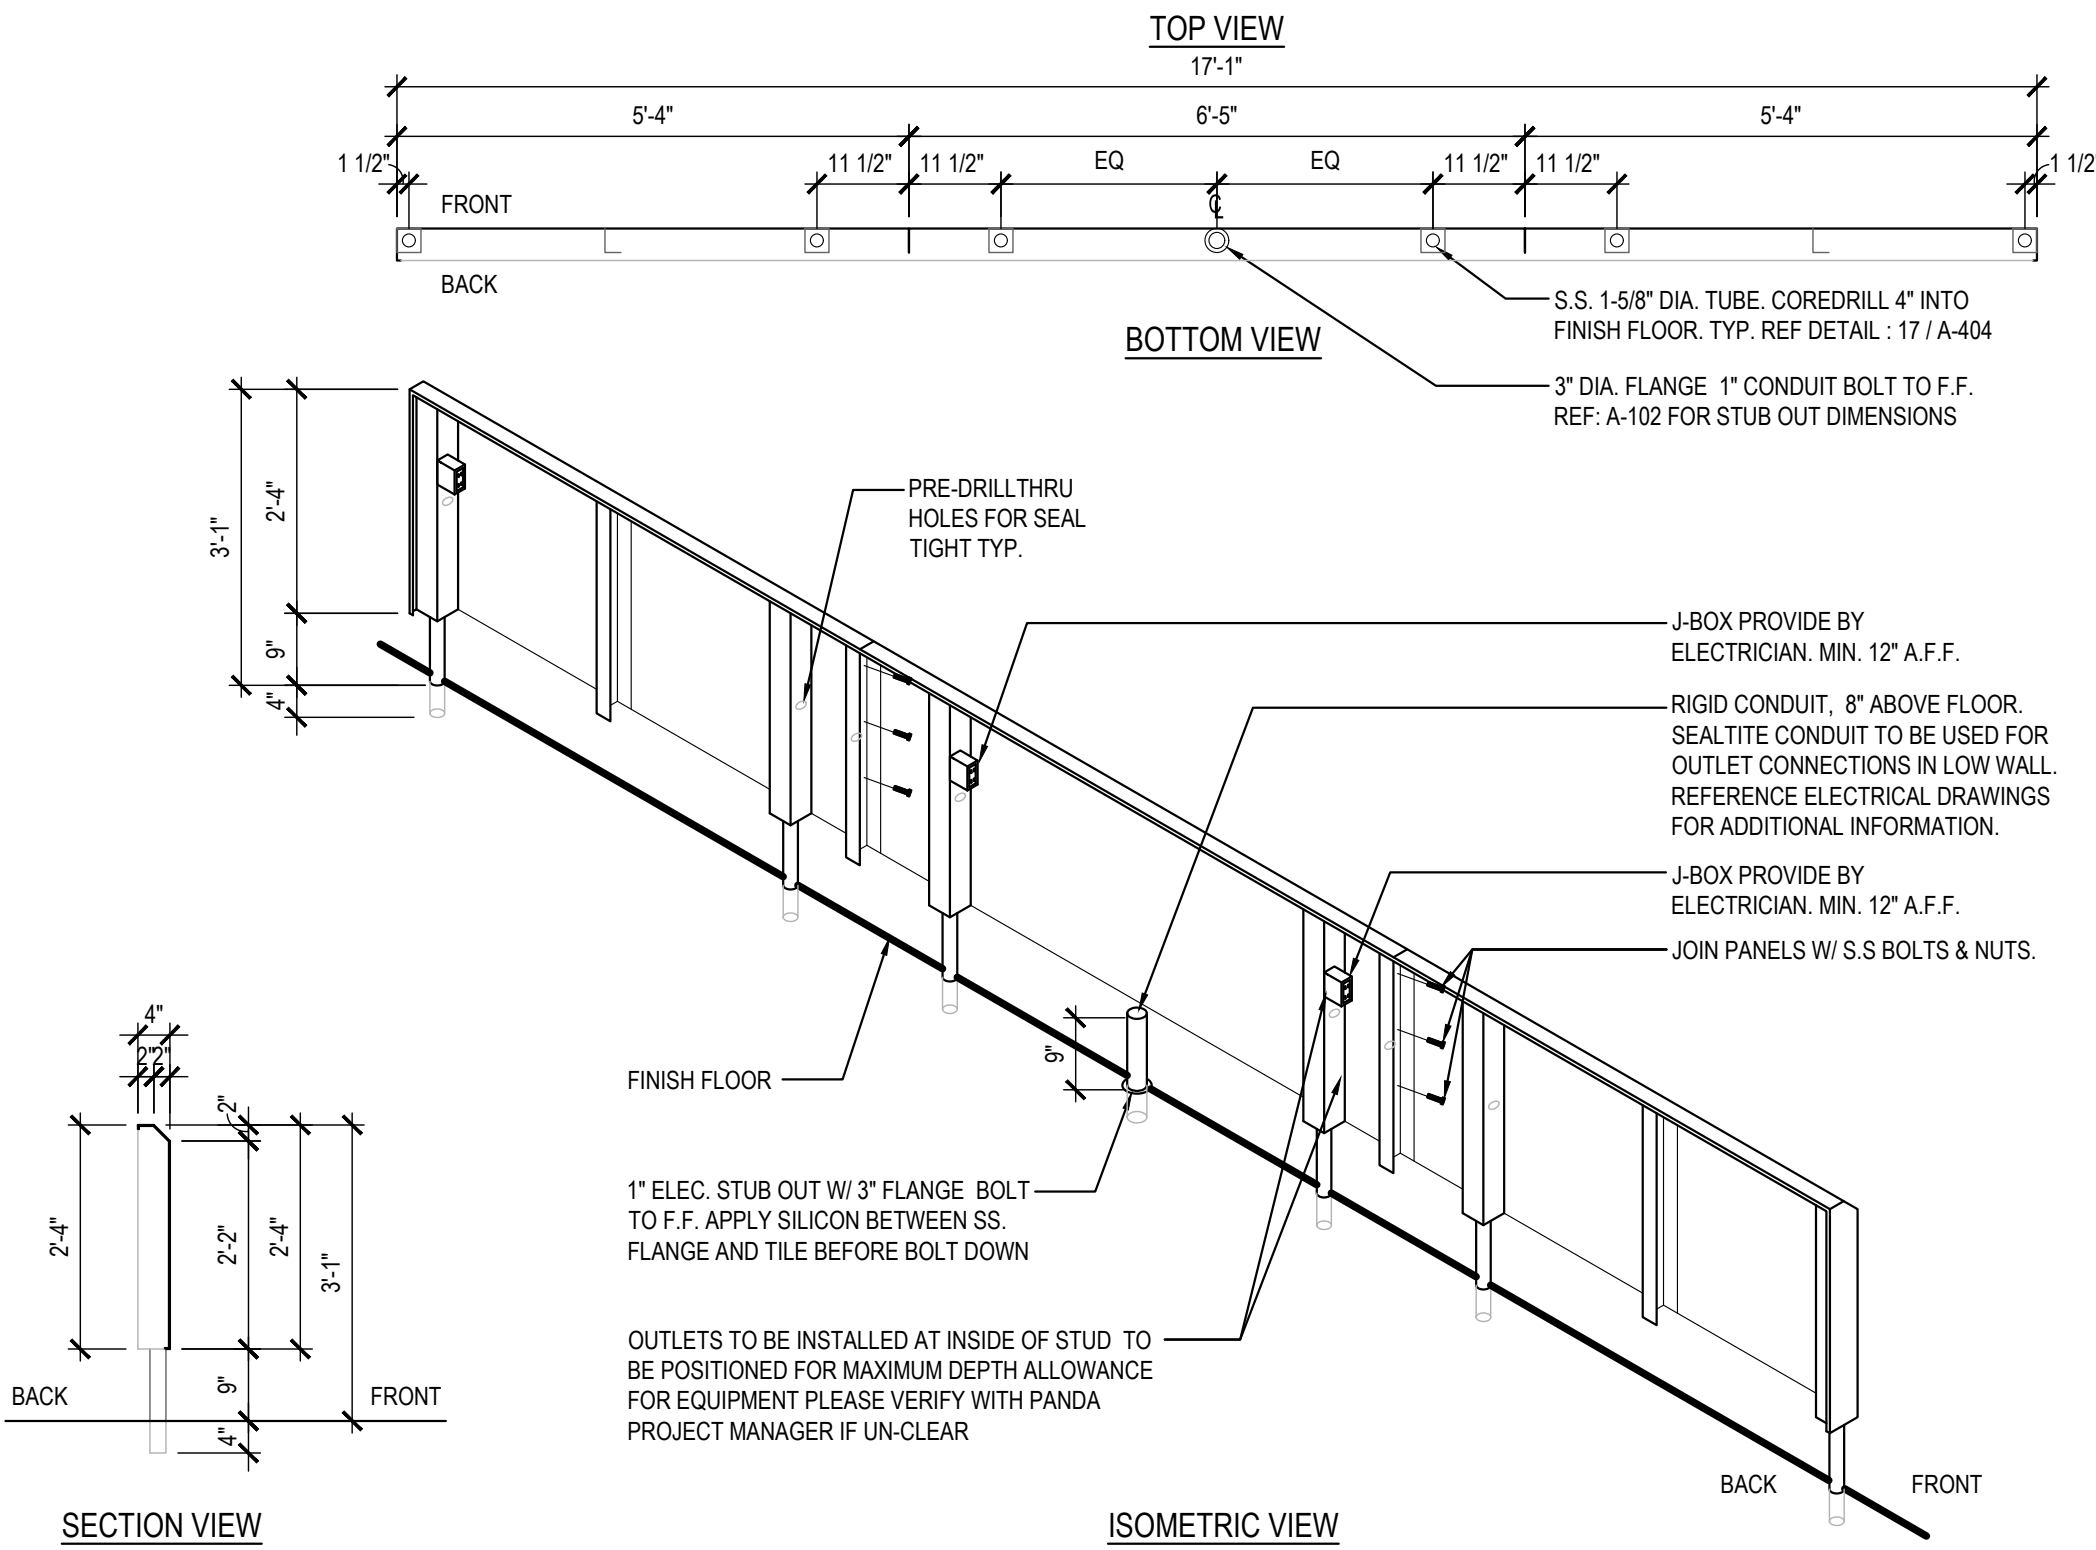 TOP VIEW
17'-1"
5'-4"
6'-5"
5'-4"
1 1/2"
11 1/2"
11 1/2"
EQ
EQ
11 1/2"
11 1/2"
1 1/2
FRONT
℄
BACK
S.S. 1-5/8" DIA. TUBE. COREDRILL 4" INTO
FINISH FLOOR. TYP. REF DETAIL : 17 / A-404
BOTTOM VIEW
3" DIA. FLANGE 1" CONDUIT BOLT TO F.F.
REF: A-102 FOR STUB OUT DIMENSIONS
3'-1"
2'-4"
9"
4"
PRE-DRILLTHRU
HOLES FOR SEAL
TIGHT TYP.
J-BOX PROVIDE BY
ELECTRICIAN. MIN. 12" A.F.F.
RIGID CONDUIT, 8" ABOVE FLOOR.
SEALTITE CONDUIT TO BE USED FOR
OUTLET CONNECTIONS IN LOW WALL.
REFERENCE ELECTRICAL DRAWINGS
FOR ADDITIONAL INFORMATION.
J-BOX PROVIDE BY
ELECTRICIAN. MIN. 12" A.F.F.
JOIN PANELS W/ S.S BOLTS & NUTS.
9"
FINISH FLOOR
1" ELEC. STUB OUT W/ 3" FLANGE BOLT
TO F.F. APPLY SILICON BETWEEN SS.
FLANGE AND TILE BEFORE BOLT DOWN
OUTLETS TO BE INSTALLED AT INSIDE OF STUD TO
BE POSITIONED FOR MAXIMUM DEPTH ALLOWANCE
FOR EQUIPMENT PLEASE VERIFY WITH PANDA
PROJECT MANAGER IF UN-CLEAR
4"
2"
2"
2"
2'-4"
2'-2"
2'-4"
3'-1"
9"
4"
BACK
FRONT
SECTION VIEW
BACK
FRONT
ISOMETRIC VIEW